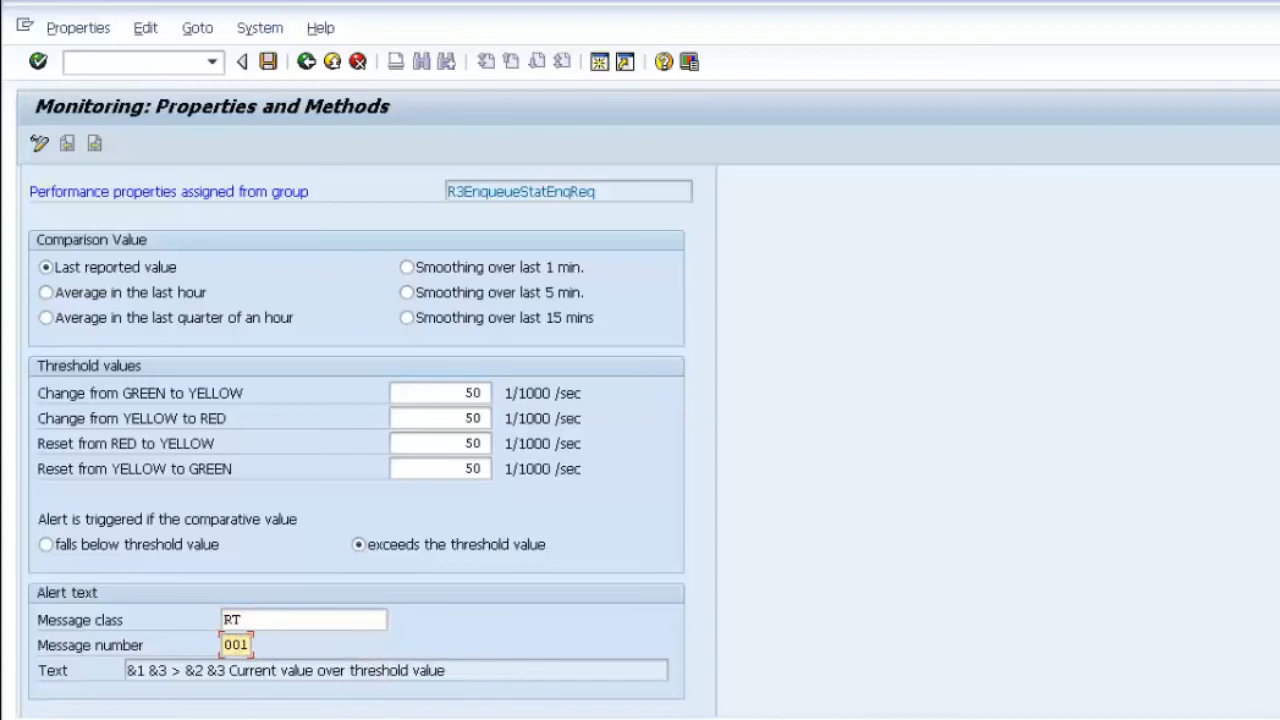 Properties Edit Goto System Help
Monitoring: Properties and Methods
Performance properties assigned from group R3EnqueueStatEnqReq
Comparison Value
Last reported value Smoothing over last 1 min.
Average in the last hour Smoothing over last 5 min.
Average in the last quarter of an hour Smoothing over last 15 mins
Threshold values
Change from GREEN to YELLOW 50 1/1000 /sec
Change from YELLOW to RED 50 1/1000 /sec
Reset from RED to YELLOW 50 1/1000 /sec
Reset from YELLOW to GREEN 50 1/1000 /sec
Alert is triggered if the comparative value
falls below threshold value exceeds the threshold value
Alert text
Message class RT
Message number 001
Text &1 &3 > &2 &3 Current value over threshold value